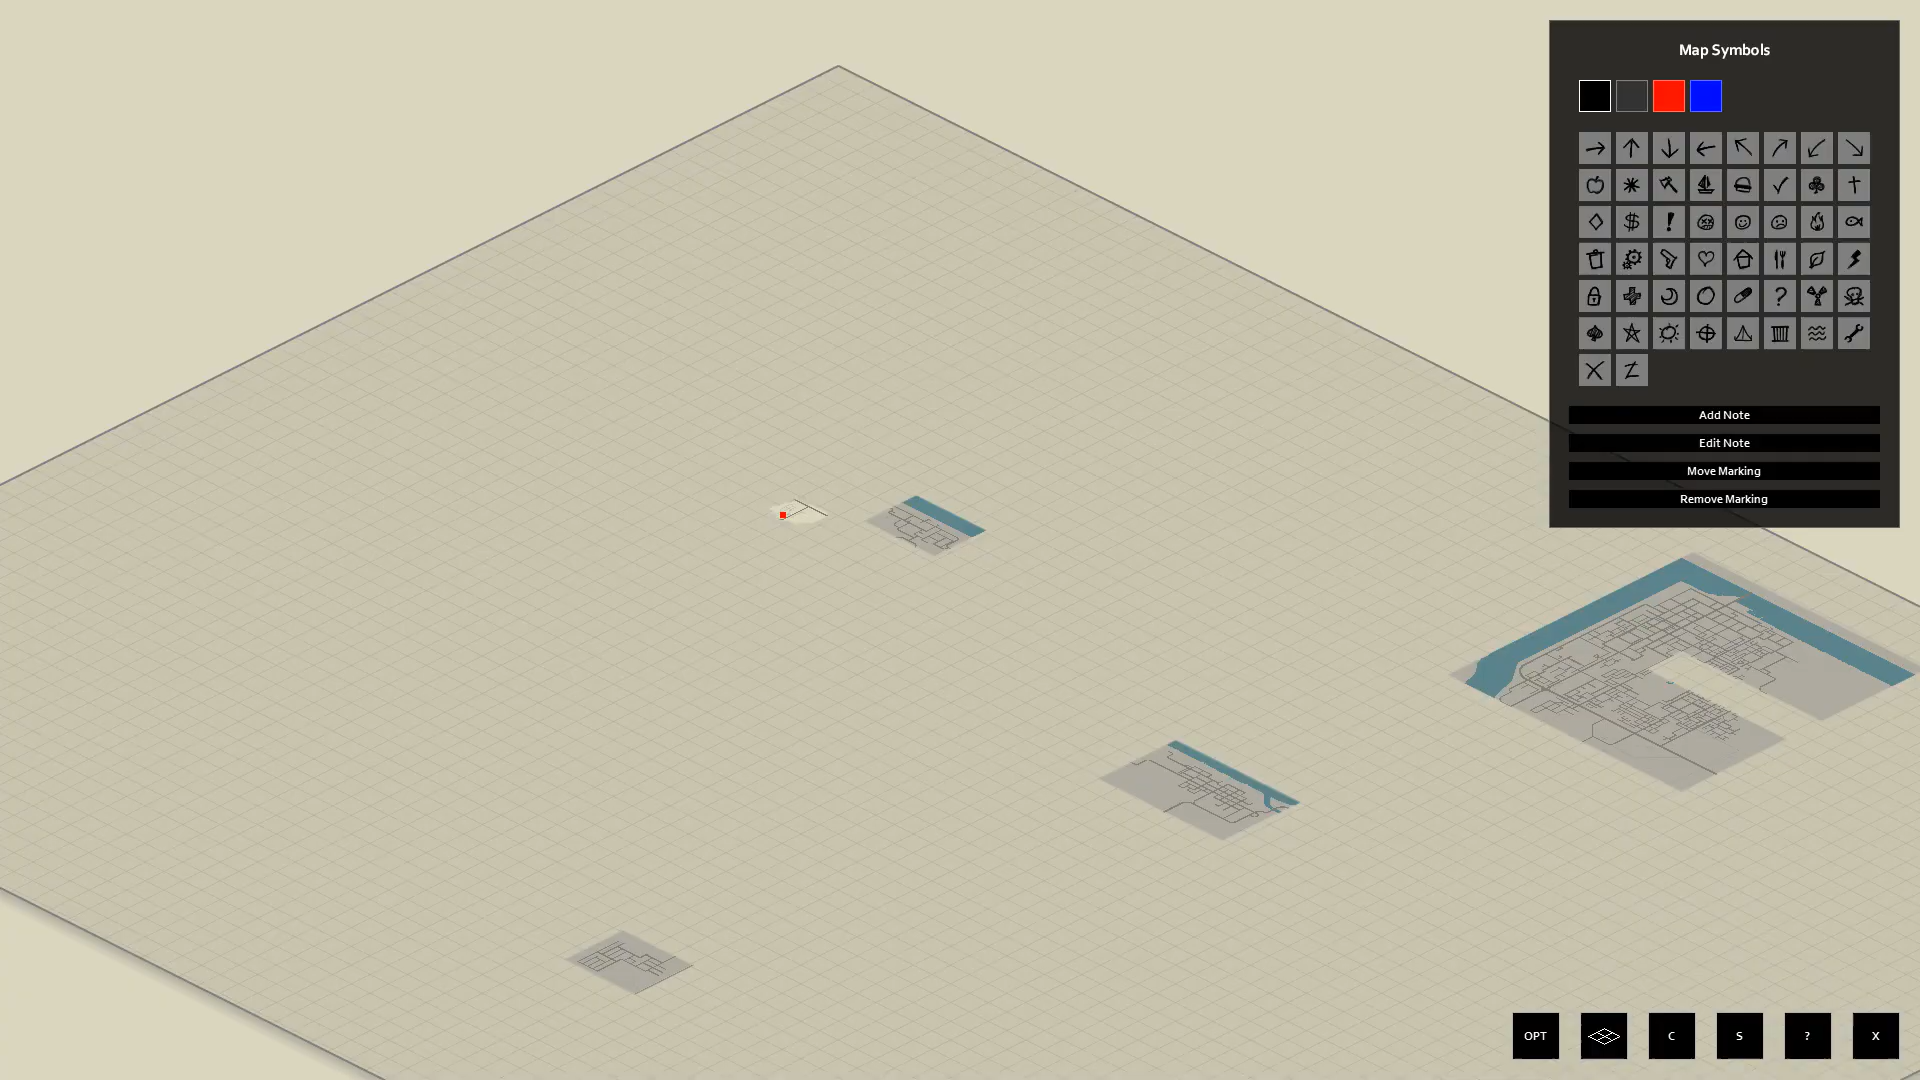 Map Symbols
Add Note
Edit Note
Move Marking
Remove Marking
OPT
C
S
?
X